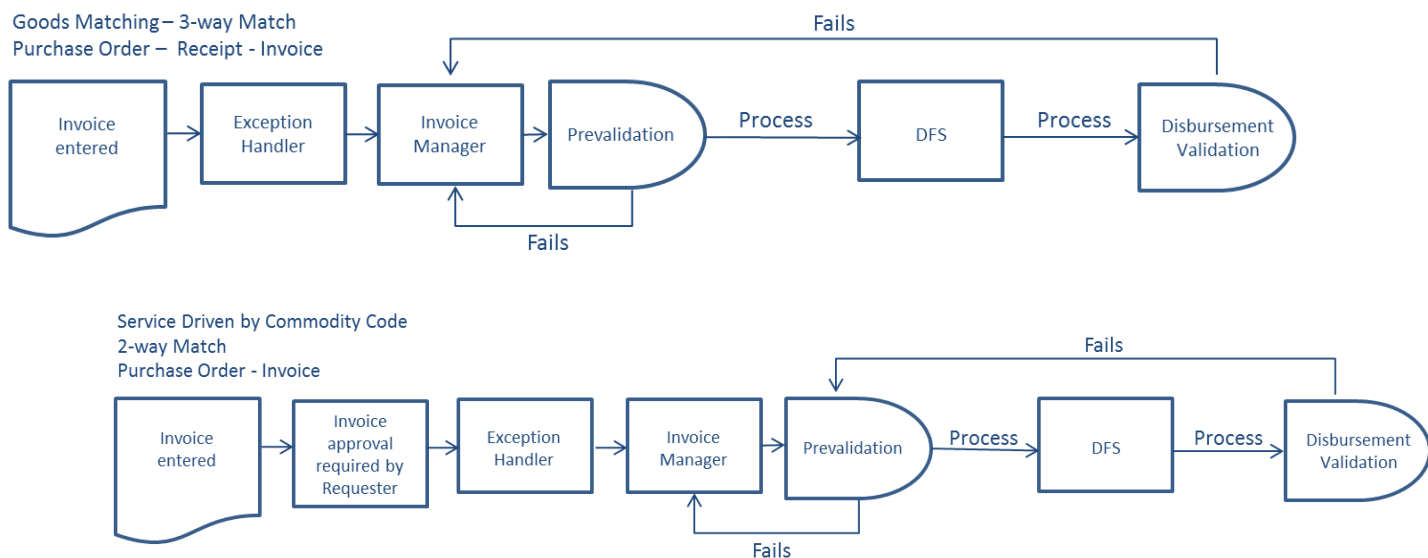 Goods Matching – 3-way Match
Purchase Order – Receipt - Invoice
Fails
Invoice
entered
Exception
Handler
Invoice
Manager
Prevalidation
Process
DFS
Process
Disbursement
Validation
Fails
Service Driven by Commodity Code
2-way Match
Purchase Order - Invoice
Fails
Invoice
entered
Invoice
approval
required by
Requester
Exception
Handler
Invoice
Manager
Prevalidation
Process
DFS
Process
Disbursement
Validation
Fails